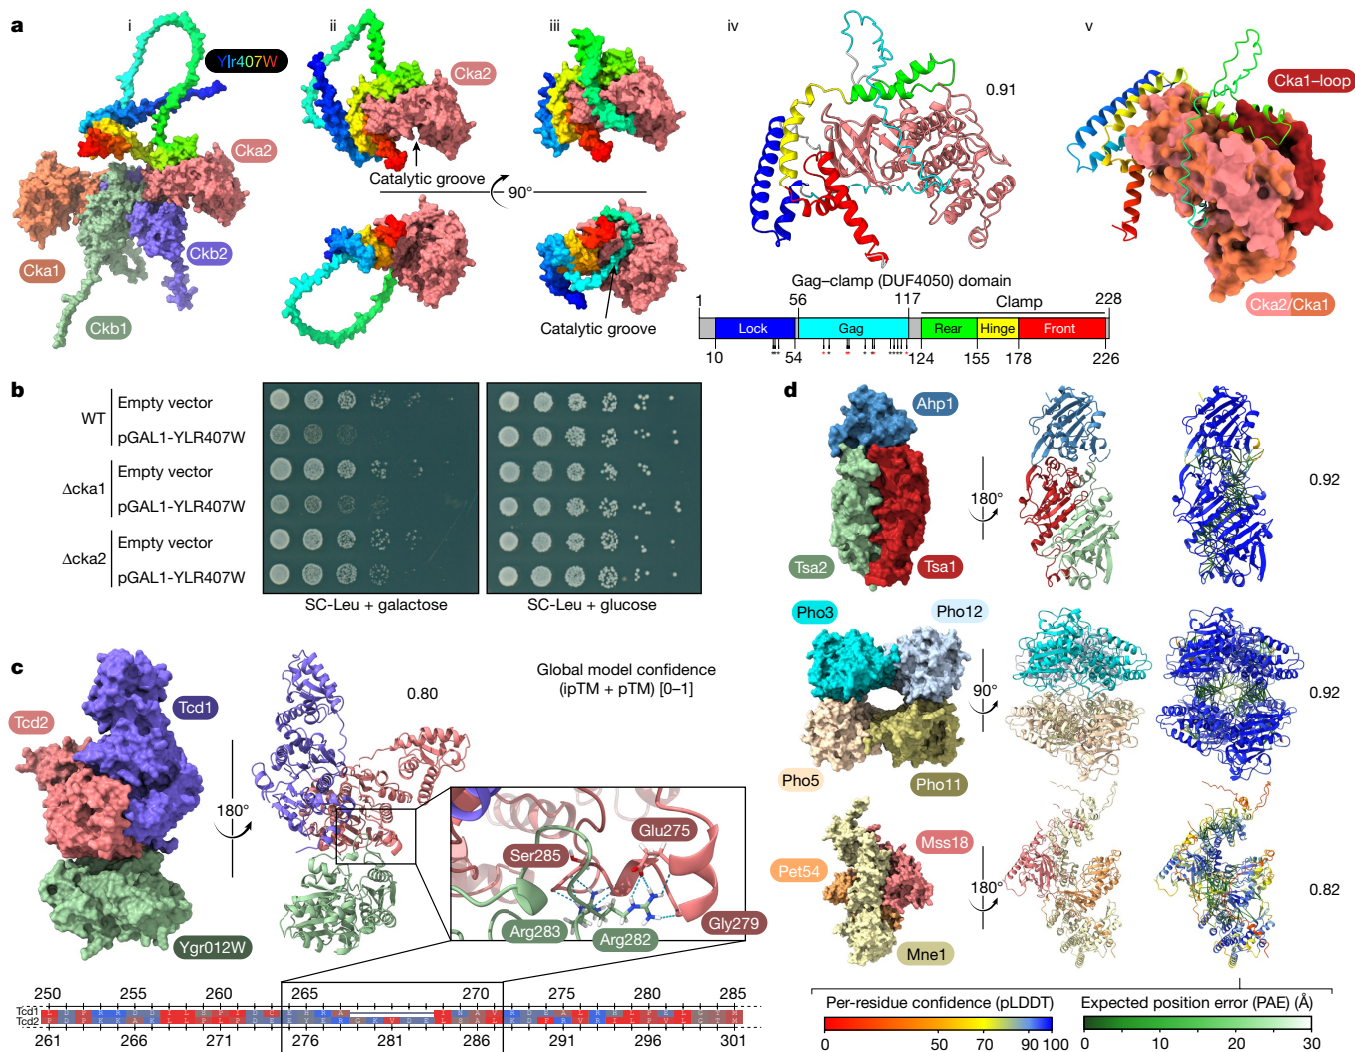 a
i
ii
iii
iv
v
Ylr407W
Cka2
Cka2
Cka1
Ckb2
Ckb1
Catalytic groove
90°
Catalytic groove
0.91
Cka1–loop
Cka2/Cka1
Gag–clamp (DUF4050) domain
1 56 117 Clamp 228
Lock Gag Rear Hinge Front
10 54 124 155 178 226
b
WT
Empty vector
pGAL1-YLR407W
Δcka1
Empty vector
pGAL1-YLR407W
Δcka2
Empty vector
pGAL1-YLR407W
SC-Leu + galactose
SC-Leu + glucose
c
Tcd2
Tcd1
Ygr012W
180°
0.80
Global model confidence
(ipTM + pTM) [0–1]
Glu275
Ser285
Arg283
Arg282
Gly279
250 255 260 265 270 275 280 285
Tcd1
Tcd2
261 266 271 276 281 286 291 296 301
d
Ahp1
Tsa2
Tsa1
180°
0.92
Pho3
Pho12
Pho5
Pho11
90°
0.92
Mss18
Pet54
Mne1
180°
0.82
Per-residue confidence (pLDDT)
0 50 70 90 100
Expected position error (PAE) (Å)
0 10 20 30